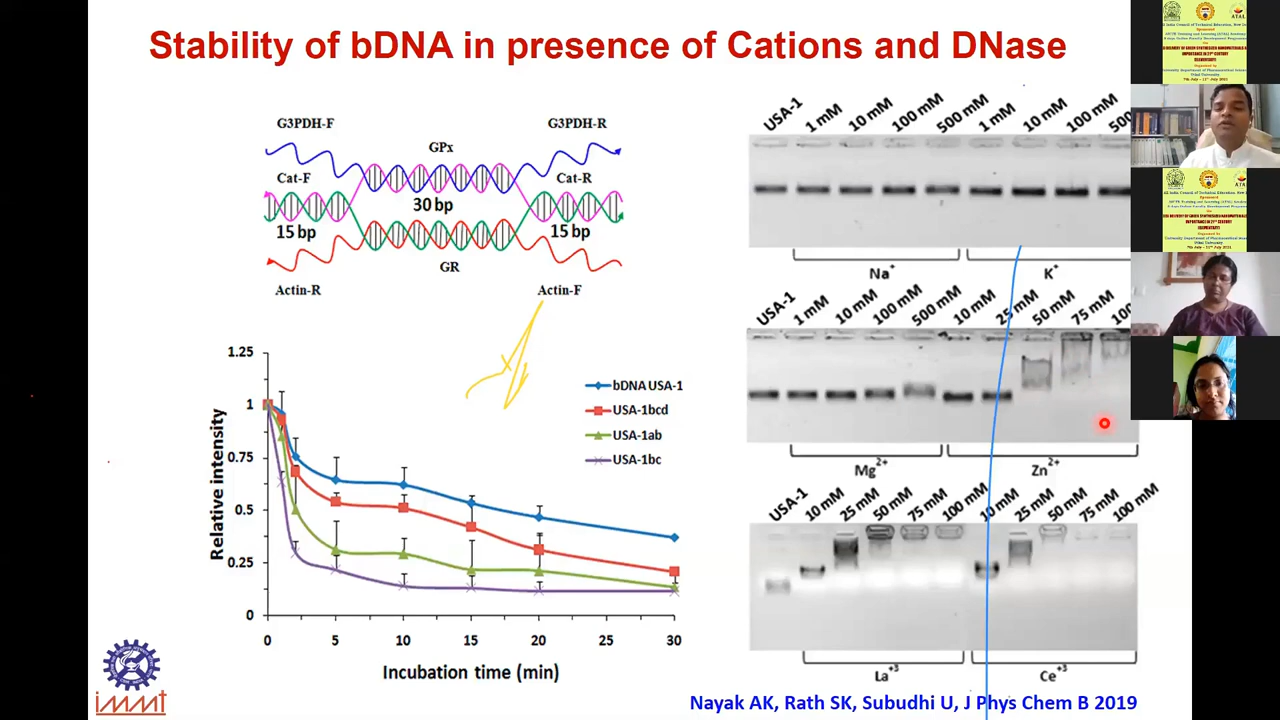 Stability of bDNA in presence of Cations and DNase
G3PDH-F
G3PDH-R
GPx
Cat-F
Cat-R
30 bp
15 bp
15 bp
GR
Actin-R
Actin-F
1.25
1
0.75
0.5
0.25
0
Relative intensity
0 5 10 15 20 25 30
Incubation time (min)
bDNA USA-1
USA-1bcd
USA-1ab
USA-1bc
USA-1 1 mM 10 mM 100 mM 500 mM 1 mM 10 mM 100 mM 500
Na⁺ K⁺
USA-1 1 mM 10 mM 100 mM 500 mM 10 mM 25 mM 50 mM 75 mM 100
Mg²⁺ Zn²⁺
USA-1 10 mM 25 mM 50 mM 75 mM 100 mM 10 mM 25 mM 50 mM 75 mM 100 mM
La⁺³ Ce⁺³
immt
Nayak AK, Rath SK, Subudhi U, J Phys Chem B 2019